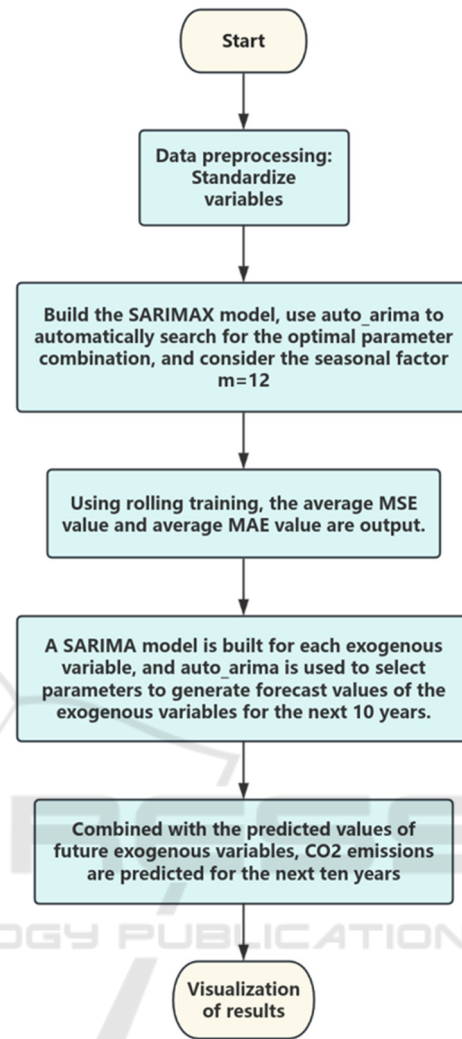 Start
Data preprocessing:
Standardize
variables
Build the SARIMAX model, use auto_arima to
automatically search for the optimal parameter
combination, and consider the seasonal factor
m=12
Using rolling training, the average MSE
value and average MAE value are output.
A SARIMA model is built for each exogenous
variable, and auto_arima is used to select
parameters to generate forecast values of the
exogenous variables for the next 10 years.
Combined with the predicted values of
future exogenous variables, CO2 emissions
are predicted for the next ten years
OGY PUBLICATION
Visualization
of results